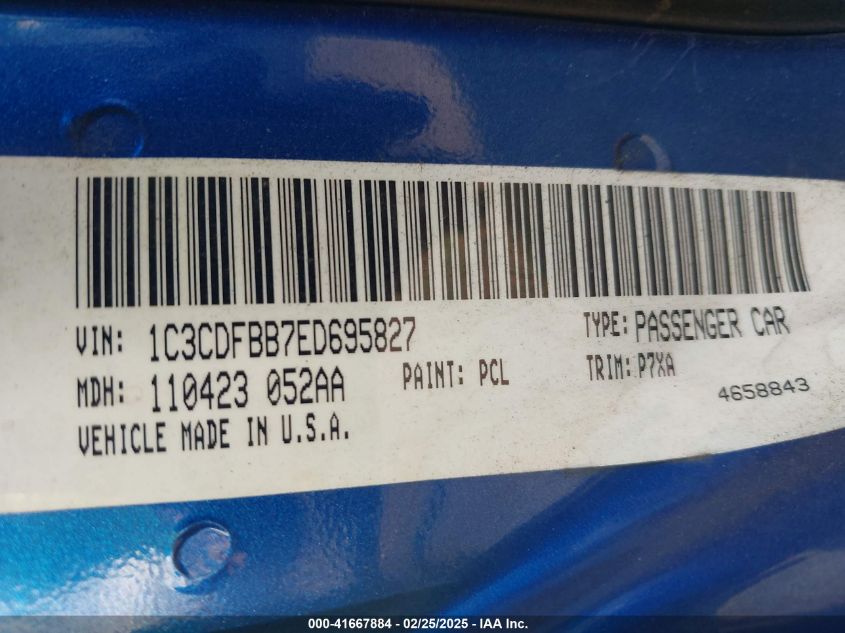 VIN: 1C3CDFBB7ED695827 TYPE: PASSENGER CAR
MDH: 110423 052AA PAINT: PCL TRIM: P7XA
VEHICLE MADE IN U.S.A. 4658843
000-41667884 - 02/25/2025 - IAA Inc.